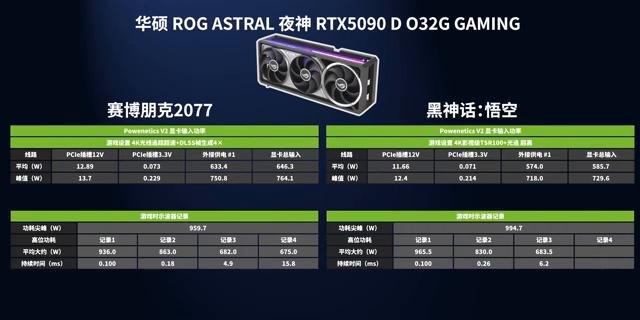 华硕 ROG ASTRAL 夜神 RTX5090 D O32G GAMING
赛博朋克2077
Powenetics V2 显卡输入功率
游戏设置 4K光线追踪超速+DLSS帧生成4×
线路 PCIe插槽12V PCIe插槽3.3V 外接供电 #1 显卡总输入
平均（W） 12.89 0.073 633.4 646.3
峰值（W） 13.7 0.229 750.8 764.1
游戏时示波器记录
功耗尖峰（W） 959.7
高位功耗 记录1 记录2 记录3 记录4
平均大约（W） 936.0 863.0 682.0 675.0
持续时间（ms） 0.100 0.18 4.9 15.8
黑神话：悟空
Powenetics V2 显卡输入功率
游戏设置 4K影视级TSR100+光追 超高
线路 PCIe插槽12V PCIe插槽3.3V 外接供电 #1 显卡总输入
平均（W） 11.66 0.071 574.0 585.7
峰值（W） 12.4 0.214 718.0 729.6
游戏时示波器记录
功耗尖峰（W） 994.7
高位功耗 记录1 记录2 记录3 记录4
平均大约（W） 965.5 830.0 683.5
持续时间（ms） 0.100 0.26 6.2